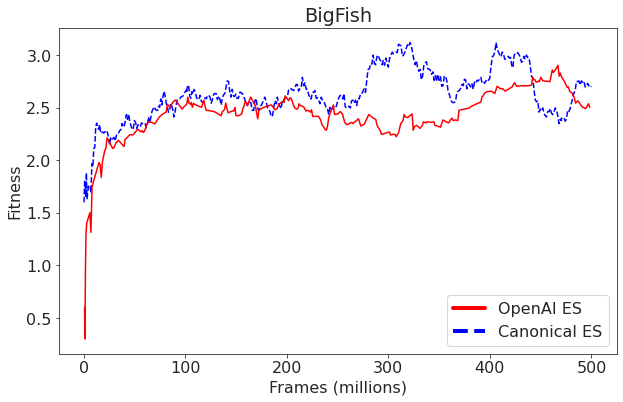 BigFish
3.0
2.5
2.0
1.5
1.0
0.5
Fitness
0 100 200 300 400 500
Frames (millions)
OpenAI ES
Canonical ES